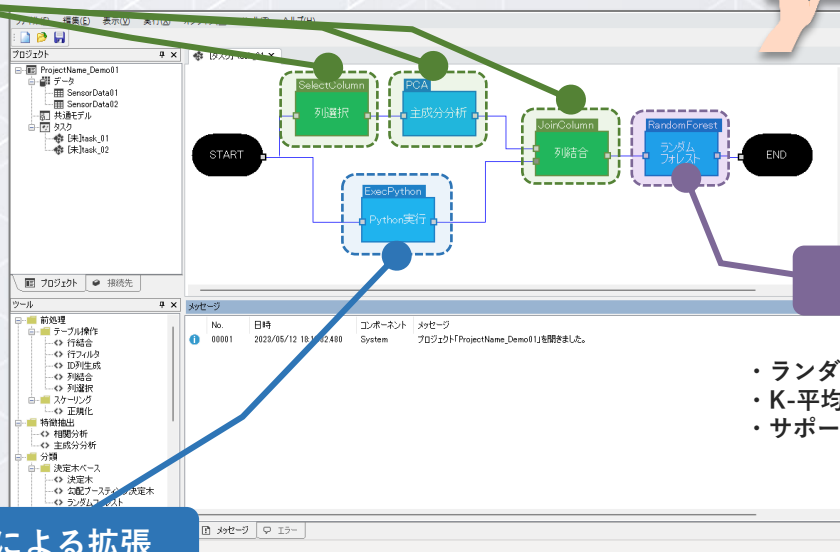 編集(E) 表示(V)
プロジェクト
ProjectName_Demo01
データ
SensorData01
SensorData02
共通モデル
タスク
[未]task_01
[未]task_02
プロジェクト 接続先
SelectColumn
列選択
PCA
主成分分析
JoinColumn
列結合
RandomForest
ランダム
フォレスト
START
END
ExecPython
Python実行
ツール
前処理
テーブル操作
行結合
行フィルタ
ID列生成
列結合
列選択
スケーリング
正規化
特徴抽出
相関分析
主成分分析
分類
決定木ベース
決定木
勾配ブースティング決定木
ランダムフォレスト
メッセージ
No. 日時 コンポーネント メッセージ
00001 2023/05/12 System プロジェクト「ProjectName_Demo01」を開きました。
メッセージ エラー
・ランダ
・K-平均
・サポー
による拡張